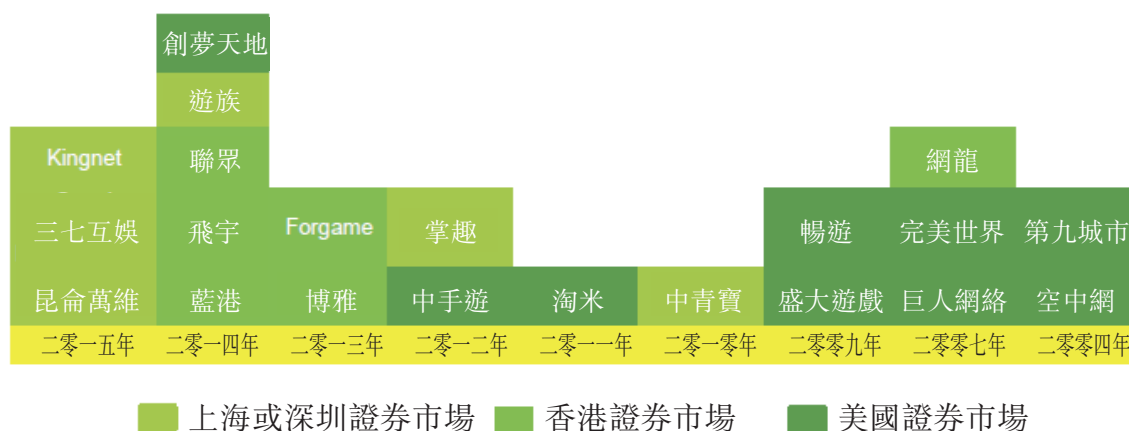 創夢天地
遊族
Kingnet 聯眾 網龍
三七互娛 飛宇 Forgame 掌趣 暢遊 完美世界 第九城市
昆侖萬維 藍港 博雅 中手遊 淘米 中青寶 盛大遊戲 巨人網絡 空中網
二零一五年 二零一四年 二零一三年 二零一二年 二零一一年 二零一零年 二零零九年 二零零七年 二零零四年
上海或深圳證券市場 香港證券市場 美國證券市場